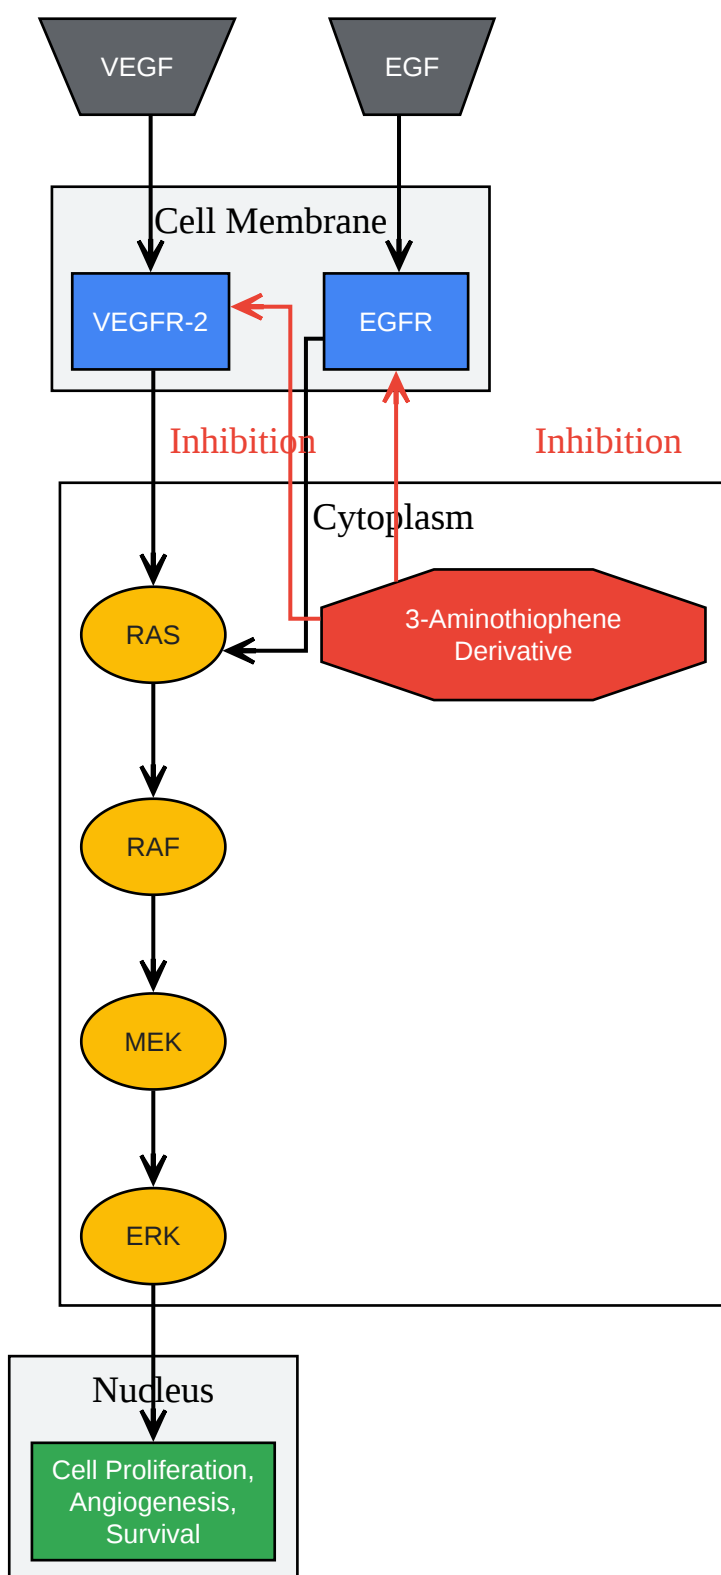 VEGF
EGF
Cell Membrane
VEGFR-2
EGFR
Inhibition
Inhibition
Cytoplasm
3-Aminothiophene
Derivative
RAS
RAF
MEK
ERK
Nucleus
Cell Proliferation,
Angiogenesis,
Survival